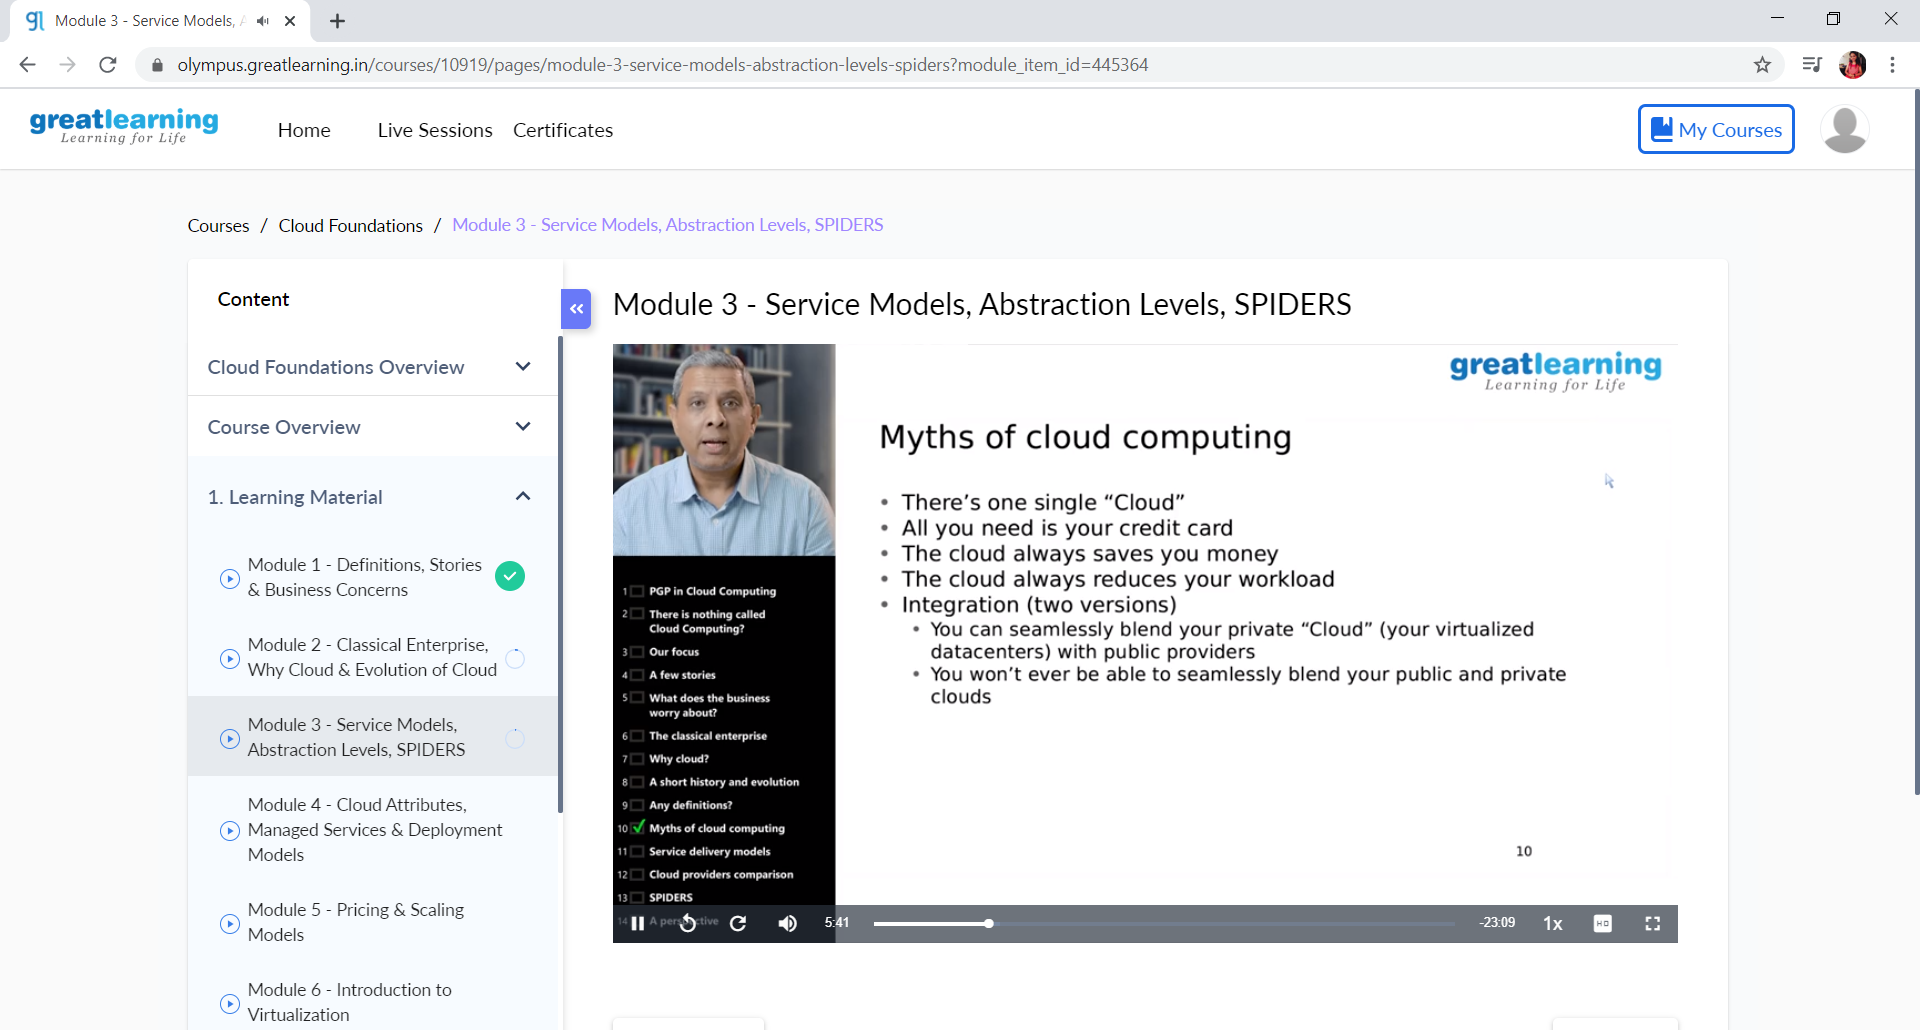 Module 3 - Service Models,
olympus.greatlearning.in/courses/10919/pages/module-3-service-models-abstraction-levels-spiders?module_item_id=445364
greatlearning
Learning for Life
Home
Live Sessions
Certificates
My Courses
Courses / Cloud Foundations / Module 3 - Service Models, Abstraction Levels, SPIDERS
Content
Cloud Foundations Overview
Course Overview
1. Learning Material
Module 1 - Definitions, Stories
& Business Concerns
Module 2 - Classical Enterprise,
Why Cloud & Evolution of Cloud
Module 3 - Service Models,
Abstraction Levels, SPIDERS
Module 4 - Cloud Attributes,
Managed Services & Deployment
Models
Module 5 - Pricing & Scaling
Models
Module 6 - Introduction to
Virtualization
Module 3 - Service Models, Abstraction Levels, SPIDERS
greatlearning
Learning for Life
Myths of cloud computing
• There’s one single “Cloud”
• All you need is your credit card
• The cloud always saves you money
• The cloud always reduces your workload
• Integration (two versions)
• You can seamlessly blend your private “Cloud” (your virtualized
datacenters) with public providers
• You won’t ever be able to seamlessly blend your public and private
clouds
10
1 PGP in Cloud Computing
2 There is nothing called
Cloud Computing?
3 Our focus
4 A few stories
5 What does the business
worry about?
6 The classical enterprise
7 Why cloud?
8 A short history and evolution
9 Any definitions?
10 Myths of cloud computing
11 Service delivery models
12 Cloud providers comparison
13 SPIDERS
14 A perspective
5:41
-23:09
1x
HD